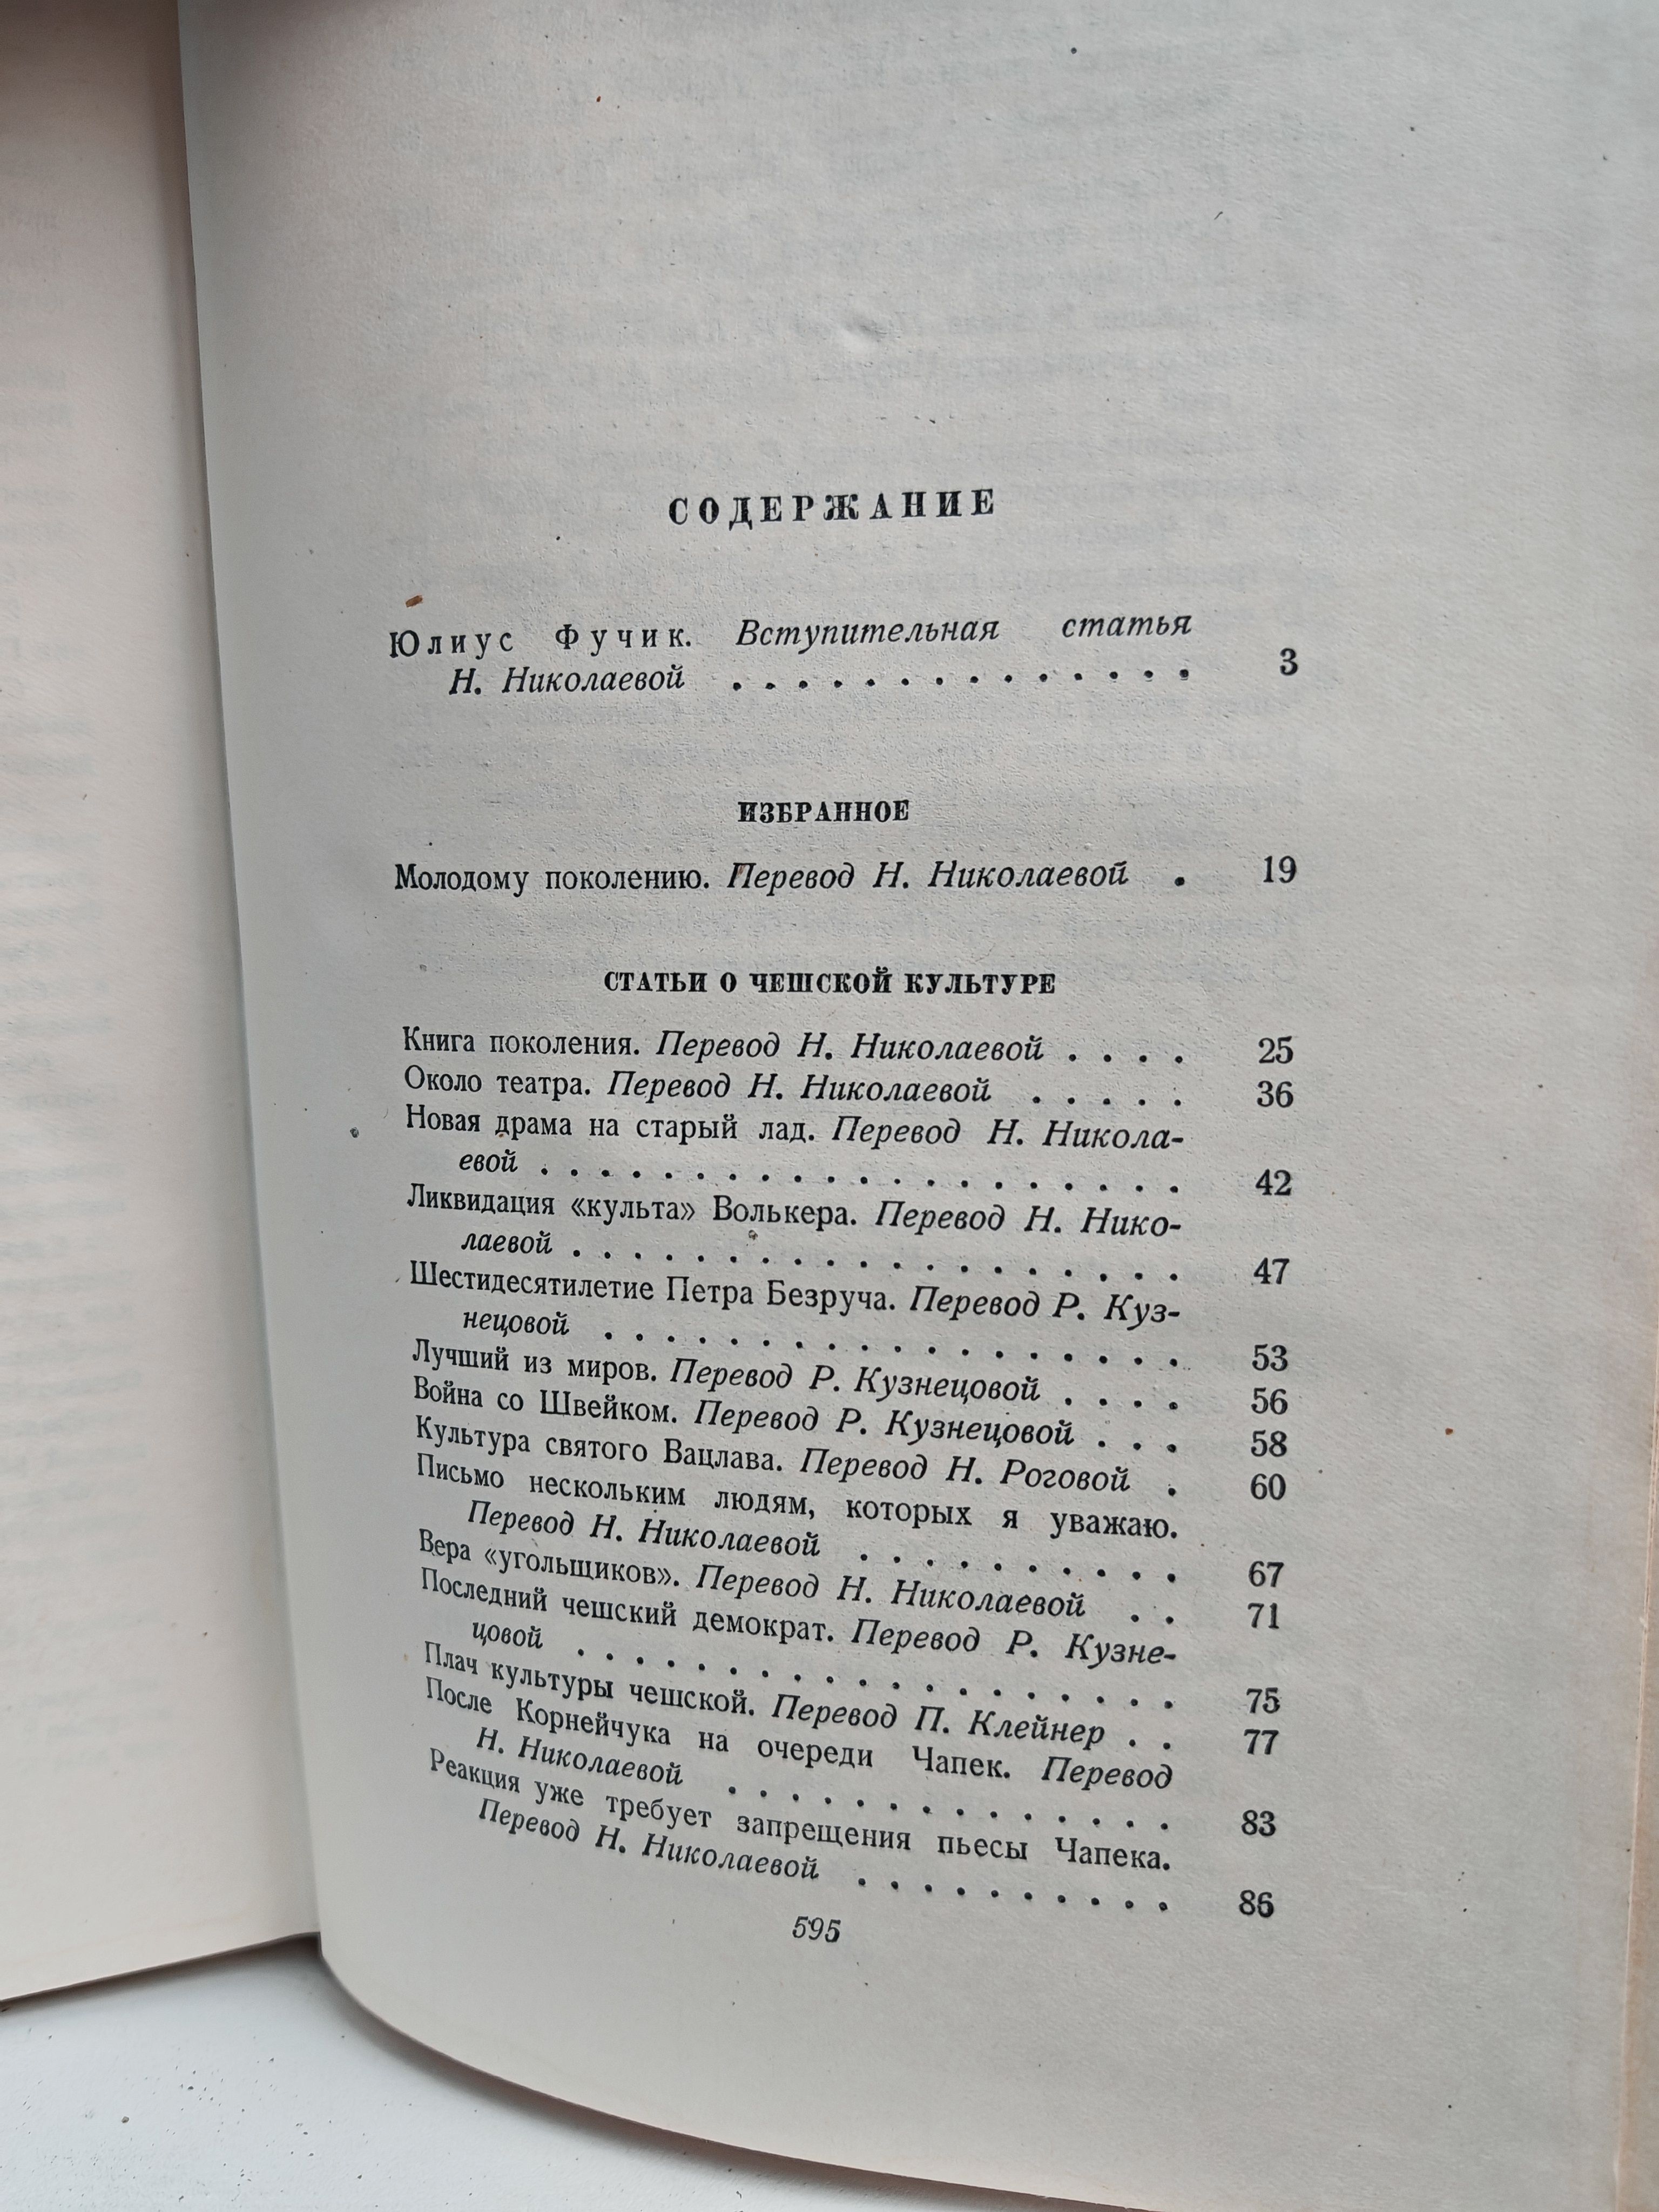 СОДЕРЖАНИЕ
Юлиус Фучик. Вступительная статья
Н. Николаевой . . . . . . . . . . . . . . 3
ИЗБРАННОЕ
Молодому поколению. Перевод Н. Николаевой . 19
СТАТЬИ О ЧЕШСКОЙ КУЛЬТУРЕ
Книга поколения. Перевод Н. Николаевой . . . . 25
Около театра. Перевод Н. Николаевой . . . . . 36
Новая драма на старый лад. Перевод Н. Никола-
евой . . . . . . . . . . . . . . . . . . . . 42
Ликвидация «культа» Волькера. Перевод Н. Нико-
лаевой . . . . . . . . . . . . . . . . . . . 47
Шестидесятилетие Петра Безруча. Перевод Р. Куз-
нецовой . . . . . . . . . . . . . . . . . . 53
Лучший из миров. Перевод Р. Кузнецовой . . . . 56
Война со Швейком. Перевод Р. Кузнецовой . . . 58
Культура святого Вацлава. Перевод Н. Роговой . 60
Письмо нескольким людям, которых я уважаю.
Перевод Н. Николаевой . . . . . . . . . . 67
Вера «угольщиков». Перевод Н. Николаевой . . 71
Последний чешский демократ. Перевод Р. Кузне-
цовой . . . . . . . . . . . . . . . . . . . 75
Плач культуры чешской. Перевод П. Клейнер . . 77
После Корнейчука на очереди Чапек. Перевод
Н. Николаевой . . . . . . . . . . . . . . 83
Реакция уже требует запрещения пьесы Чапека.
Перевод Н. Николаевой . . . . . . . . . . 86
595